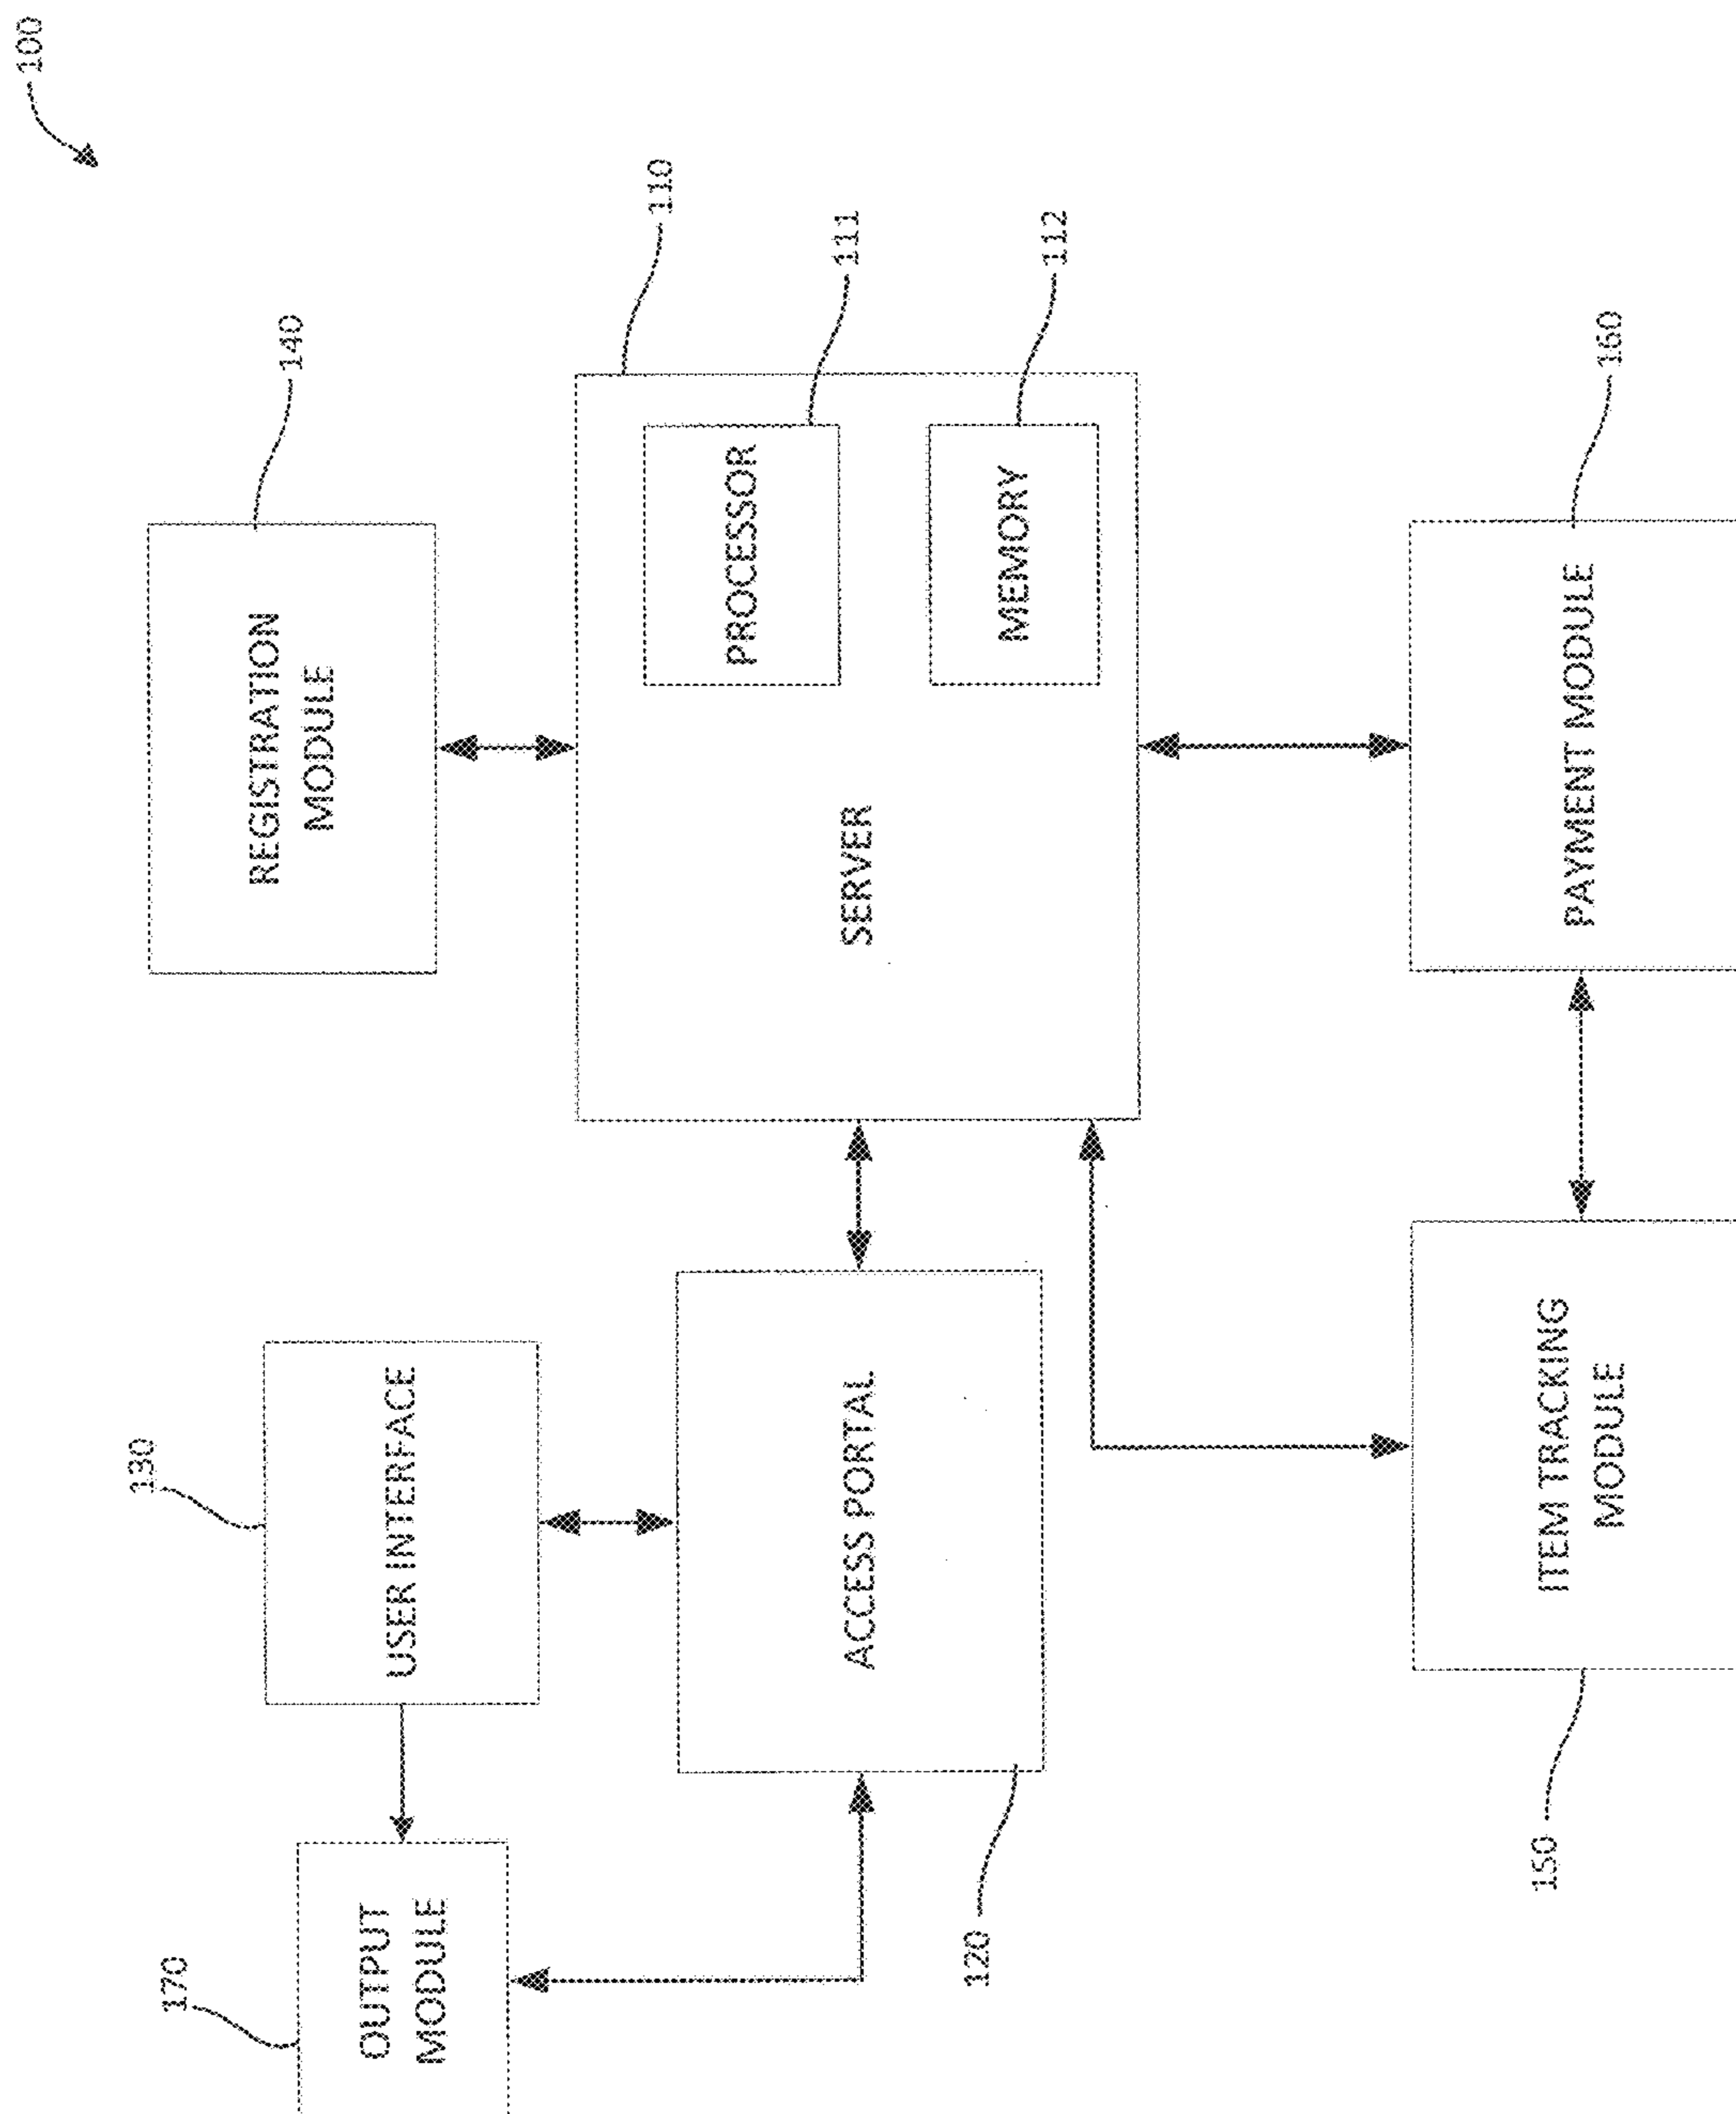 100
170
OUTPUT
MODULE
130
USER INTERFACE
140
REGISTRATION
MODULE
120
ACCESS PORTAL
SERVER
110
PROCESSOR
111
MEMORY
112
150
ITEM TRACKING
MODULE
PAYMENT MODULE
160